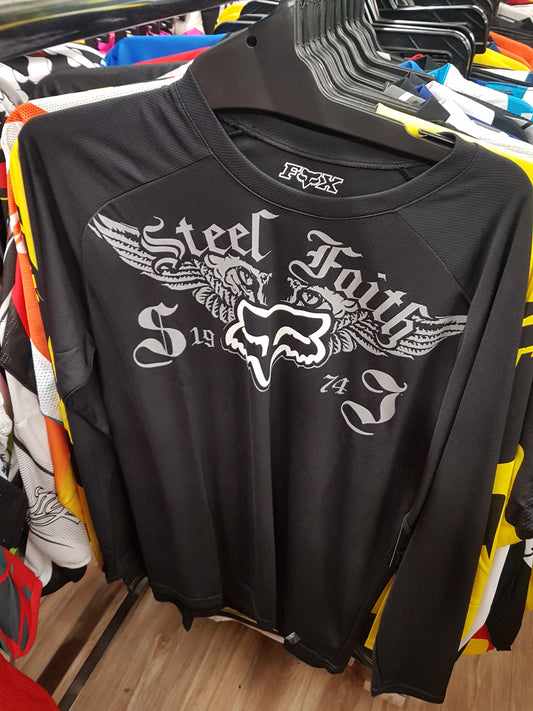 FOX
Steel Faith
S 19
74 J